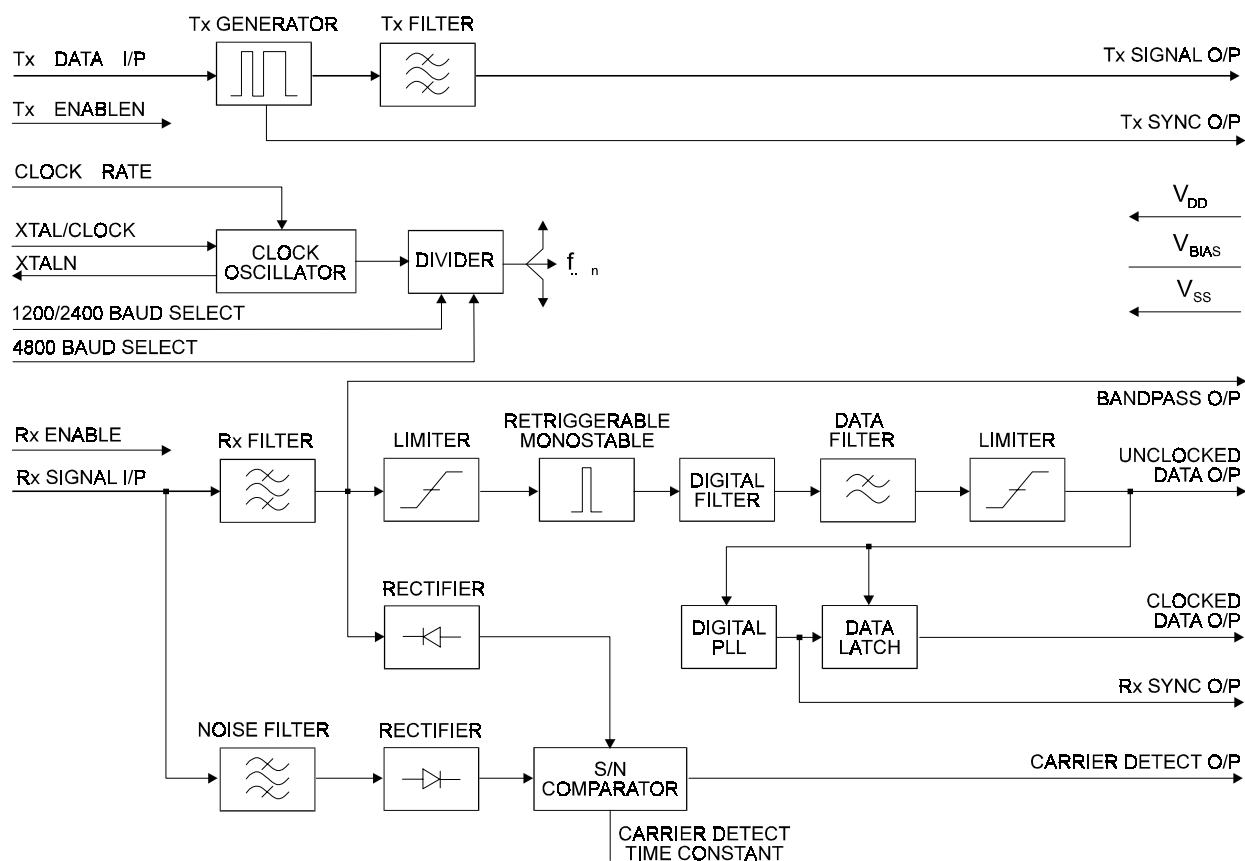 Tx GENERATOR
Tx FILTER
Tx DATA I/P
Tx SIGNAL O/P
Tx ENABLEN
Tx SYNC O/P
CLOCK RATE
VDD
XTAL/CLOCK
CLOCK
OSCILLATOR
DIVIDER
f.. n
VBIAS
XTALN
VSS
1200/2400 BAUD SELECT
4800 BAUD SELECT
BANDPASS O/P
Rx ENABLE
Rx FILTER
LIMITER
RETRIGGERABLE
MONOSTABLE
DATA
FILTER
LIMITER
UNCLOCKED
DATA O/P
Rx SIGNAL I/P
DIGITAL
FILTER
RECTIFIER
DIGITAL
PLL
DATA
LATCH
CLOCKED
DATA O/P
Rx SYNC O/P
NOISE FILTER
RECTIFIER
S/N
COMPARATOR
CARRIER DETECT O/P
CARRIER DETECT
TIME CONSTANT